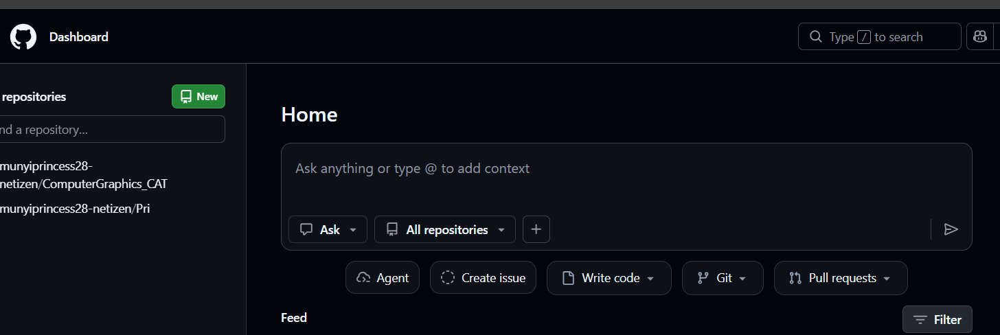 Dashboard
Type / to search
repositories
New
nd a repository...
Home
munyiprincess28-
netizen/ComputerGraphics_CAT
munyiprincess28-netizen/Pri
Ask anything or type @ to add context
Ask
All repositories
Agent
Create issue
Write code
Git
Pull requests
Feed
Filter